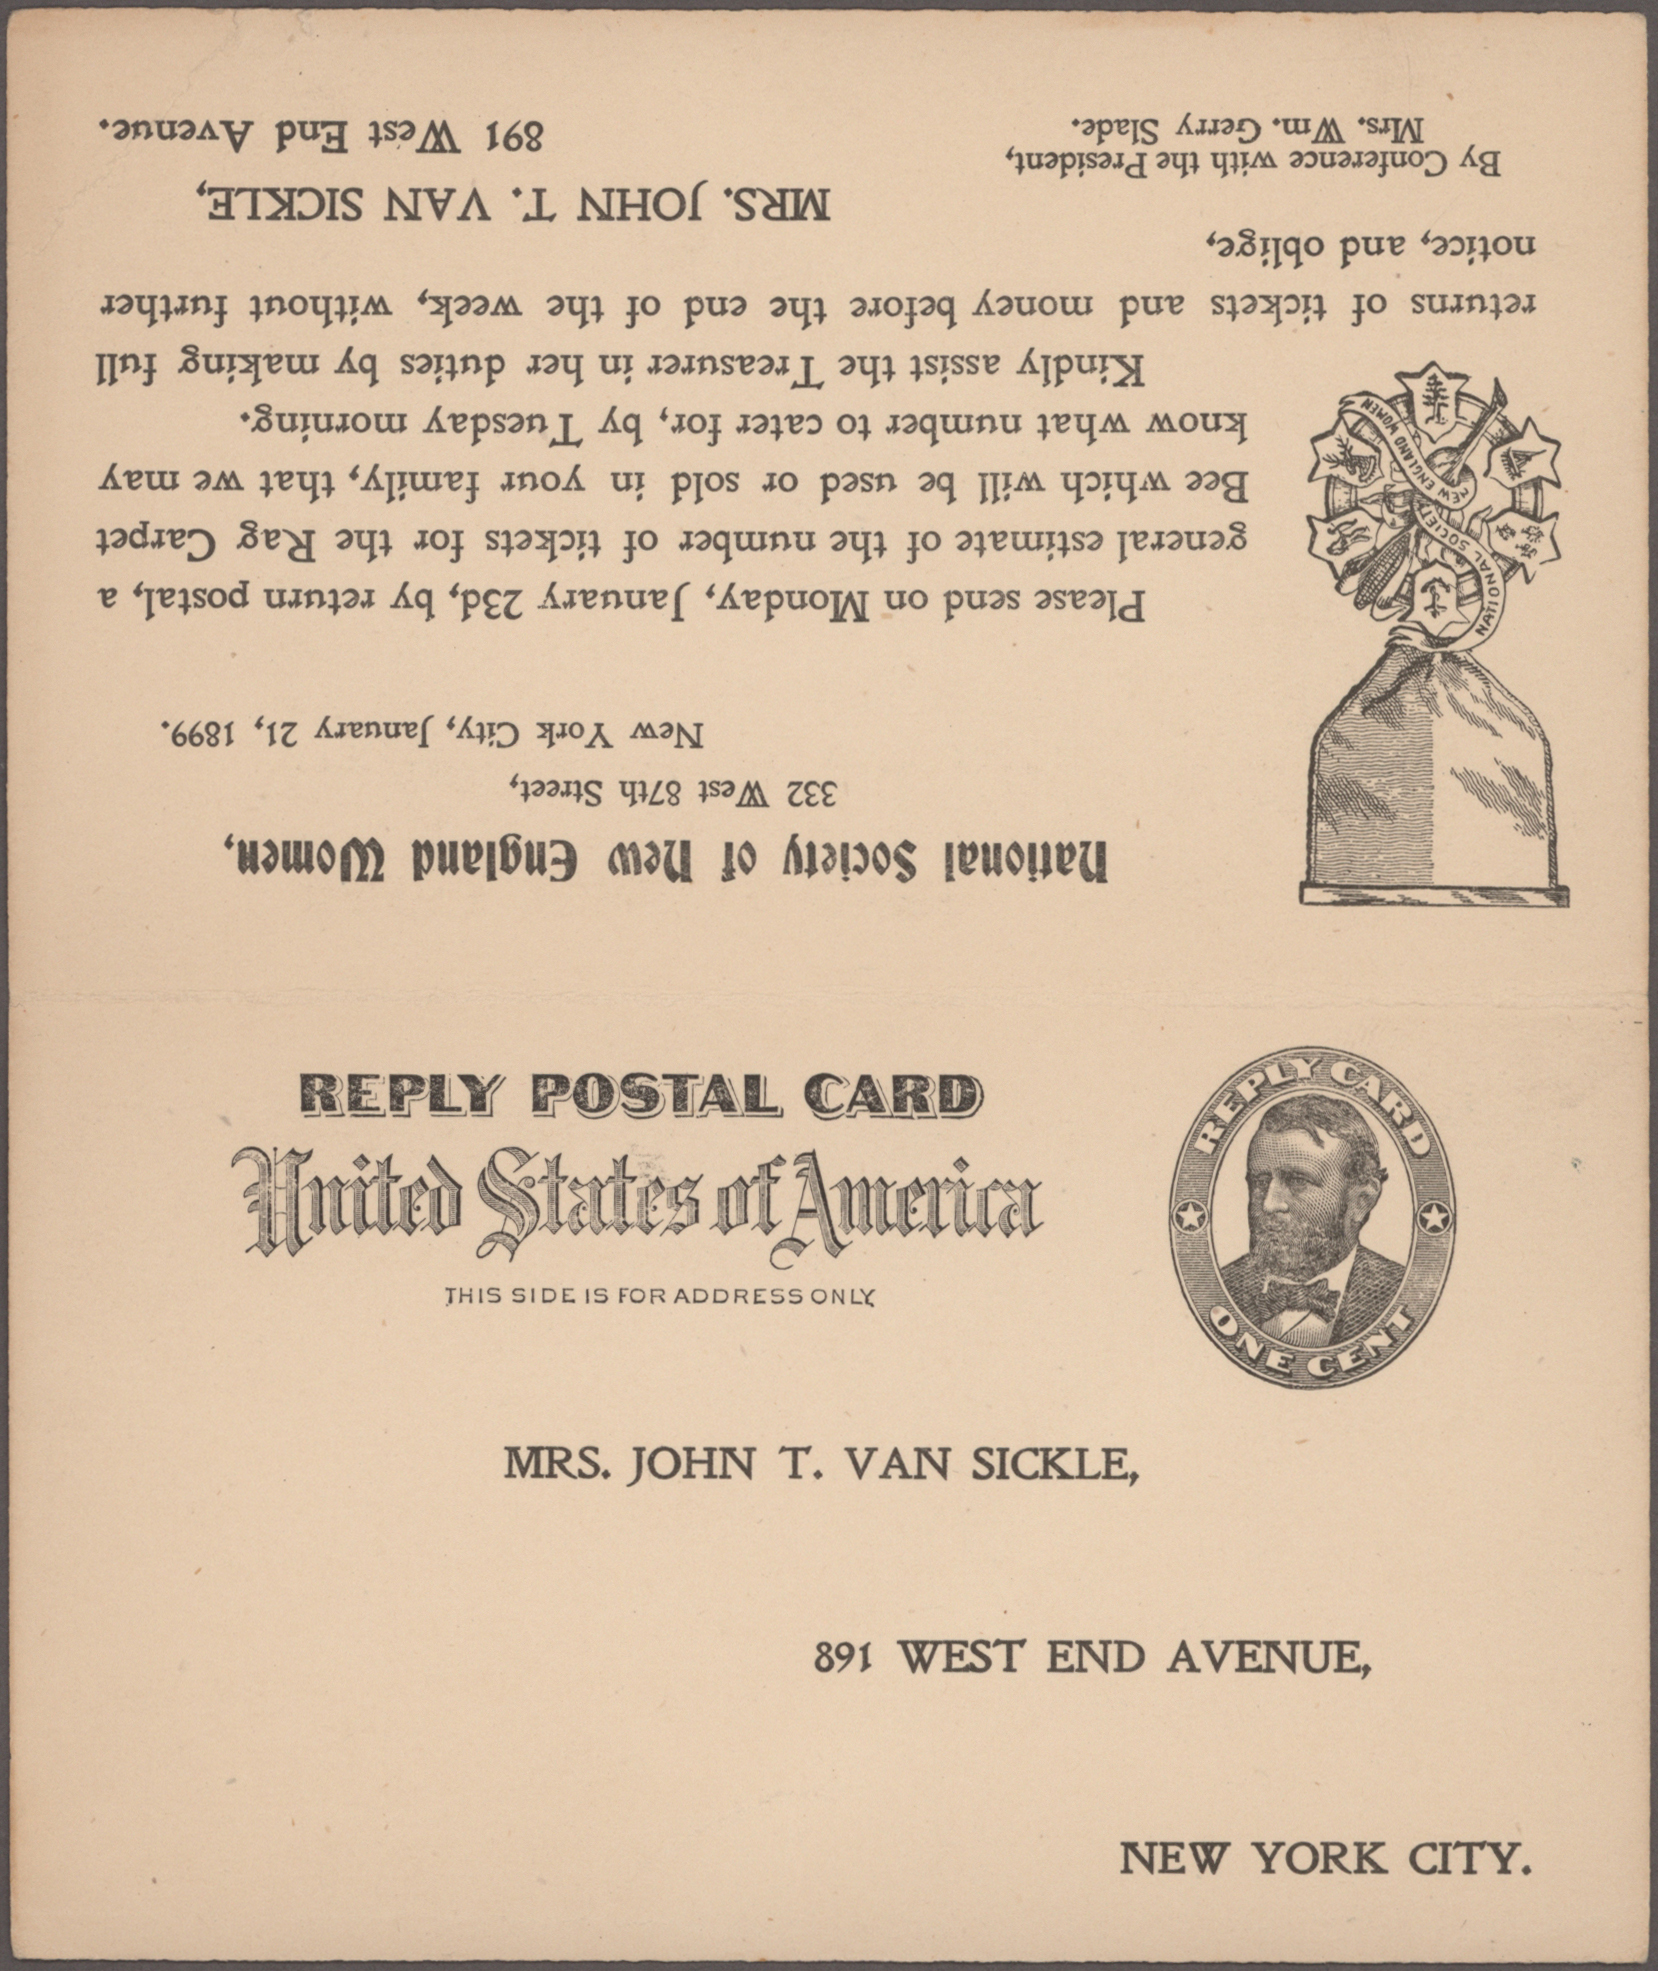 National Society of New England Women,
332 West 87th Street,
New York City, January 21, 1899.
Please send on Monday, January 23d, by return postal, a
general estimate of the number of tickets for the Rag Carpet
Bee which will be used or sold in your family, that we may
know what number to cater to, for, by Tuesday morning.
Kindly assist the Treasurer in her duties by making full
returns of tickets and money before the end of the week, without further
notice, and oblige,
By Conference with the President,
Mrs. Wm. Gerry Slade.
MRS. JOHN T. VAN SICKLE,
891 West End Avenue.
NATIONAL SOCIETY
NEW ENGLAND WOMEN
REPLY POSTAL CARD
United States of America
THIS SIDE IS FOR ADDRESS ONLY
REPLY CARD
ONE CENT
MRS. JOHN T. VAN SICKLE,
891 WEST END AVENUE,
NEW YORK CITY.